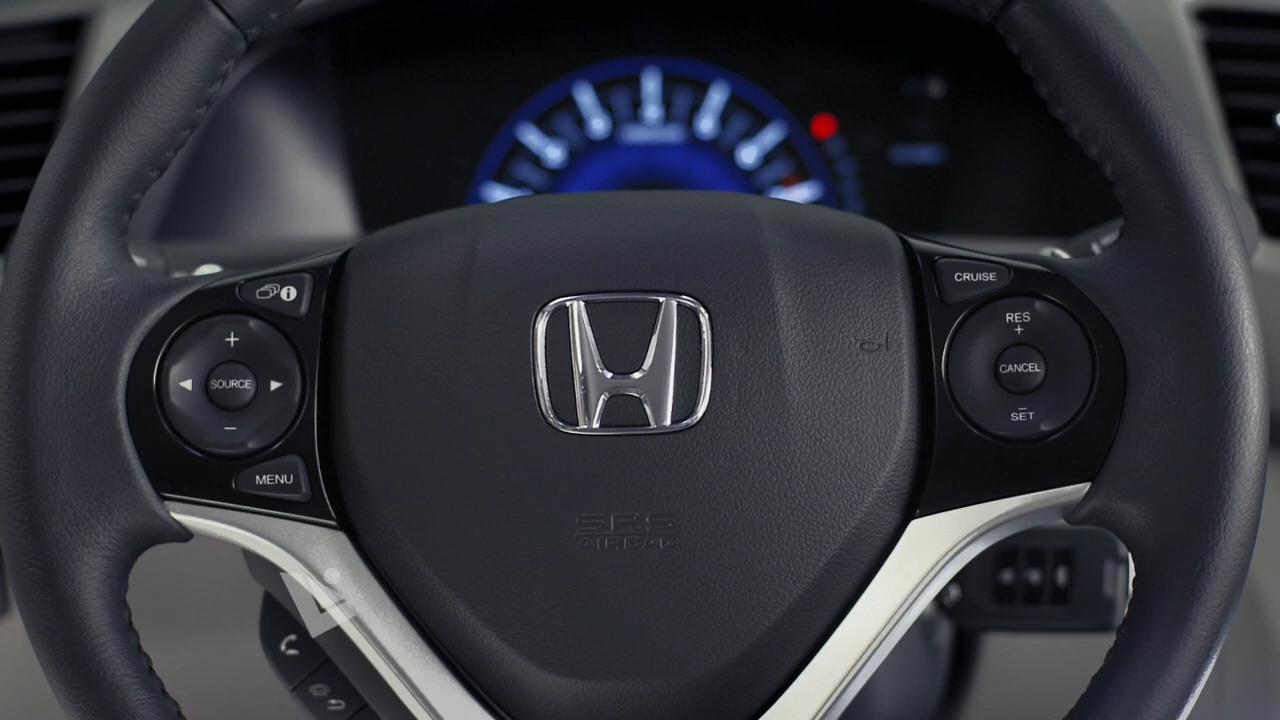 CRUISE
RES
+
CANCEL
−
SET
+
SOURCE
−
MENU
SRS
AIRBAG